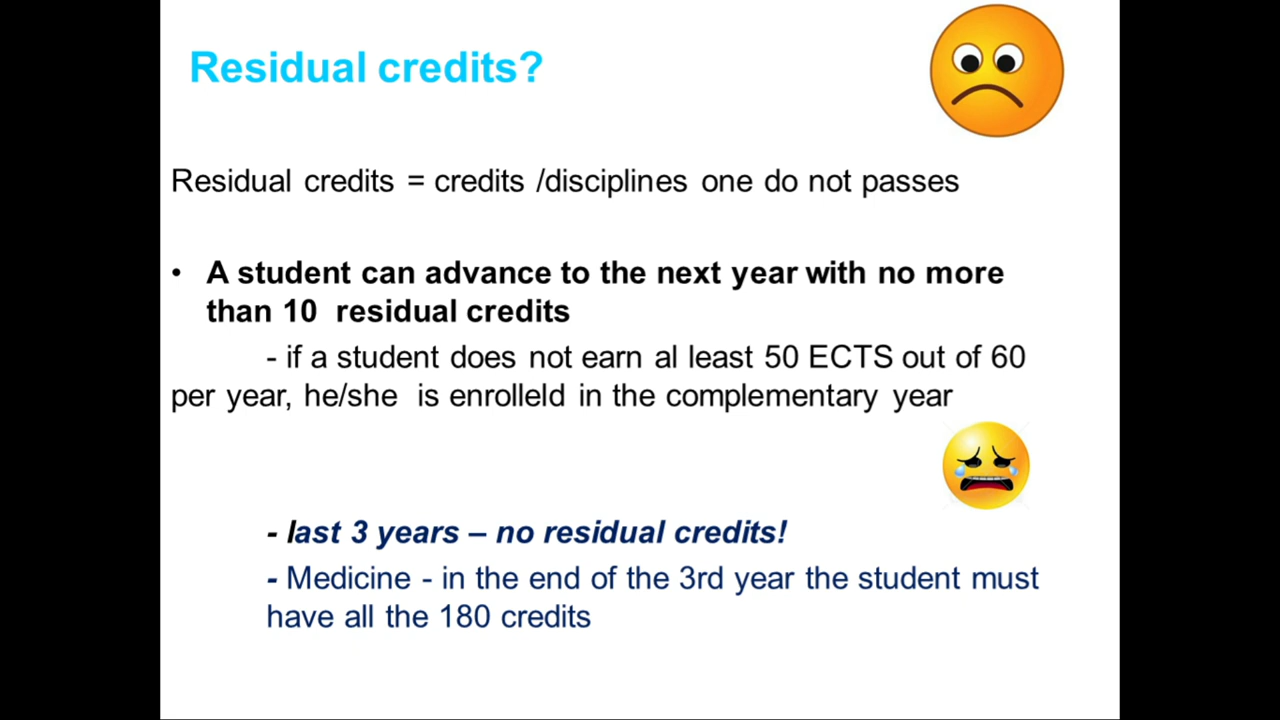 Residual credits?
Residual credits = credits /disciplines one do not passes
• A student can advance to the next year with no more
than 10 residual credits
- if a student does not earn al least 50 ECTS out of 60
per year, he/she is enrolleld in the complementary year
- last 3 years – no residual credits!
- Medicine - in the end of the 3rd year the student must
have all the 180 credits